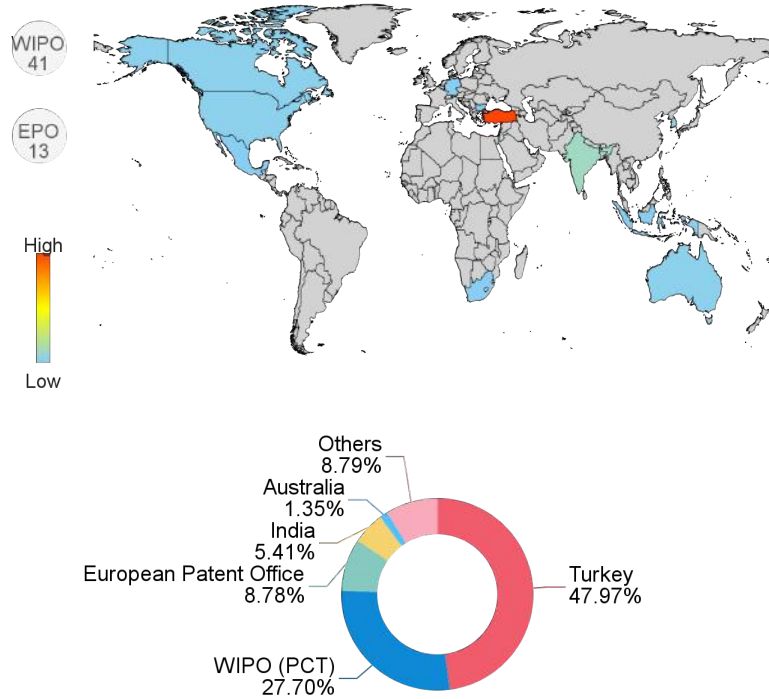 WIPO
41
EPO
13
High
Low
Others
8.79%
Australia
1.35%
India
5.41%
European Patent Office
8.78%
Turkey
47.97%
WIPO (PCT)
27.70%